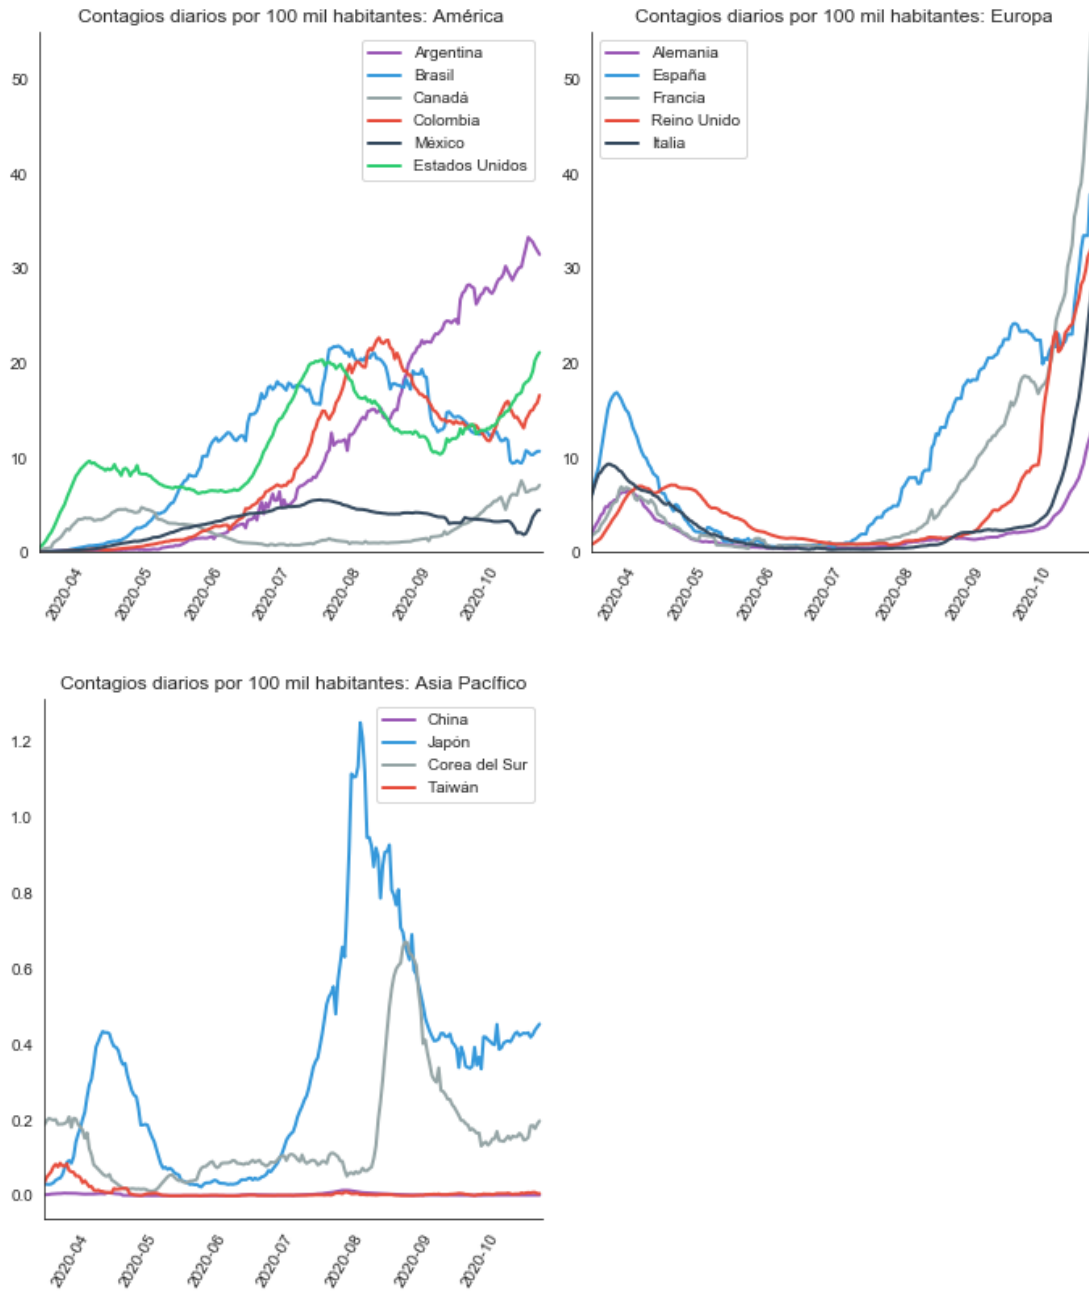 Contagios diarios por 100 mil habitantes: América
50
40
30
20
10
0
Argentina
Brasil
Canadá
Colombia
México
Estados Unidos
2020-04
2020-05
2020-06
2020-07
2020-08
2020-09
2020-10
Contagios diarios por 100 mil habitantes: Europa
50
40
30
20
10
0
Alemania
España
Francia
Reino Unido
Italia
2020-04
2020-05
2020-06
2020-07
2020-08
2020-09
2020-10
Contagios diarios por 100 mil habitantes: Asia Pacífico
1.2
1.0
0.8
0.6
0.4
0.2
0.0
China
Japón
Corea del Sur
Taiwán
2020-04
2020-05
2020-06
2020-07
2020-08
2020-09
2020-10